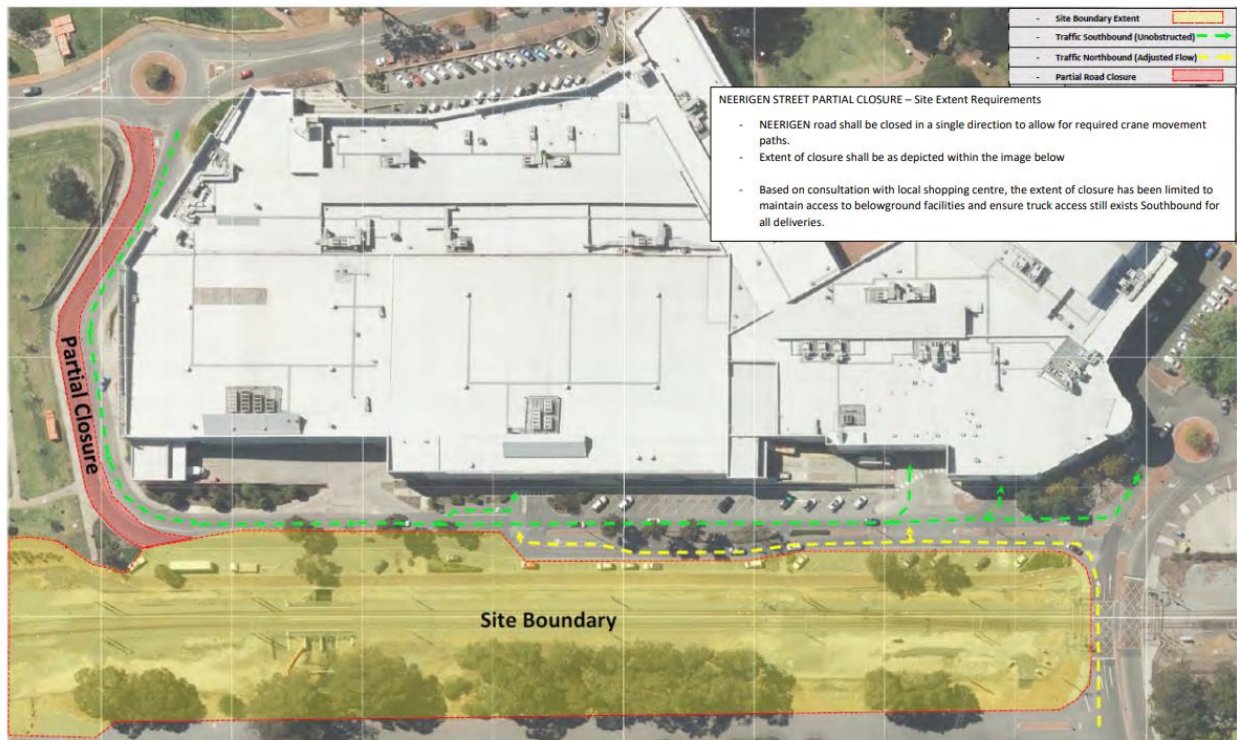 - Site Boundary Extent
- Traffic Southbound (Unobstructed)
- Traffic Northbound (Adjusted Flow)
- Partial Road Closure
NEERIGEN STREET PARTIAL CLOSURE – Site Extent Requirements
- NEERIGEN road shall be closed in a single direction to allow for required crane movement
paths.
- Extent of closure shall be as depicted within the image below
- Based on consultation with local shopping centre, the extent of closure has been limited to
maintain access to belowground facilities and ensure truck access still exists Southbound for
all deliveries.
Partial Closure
Site Boundary